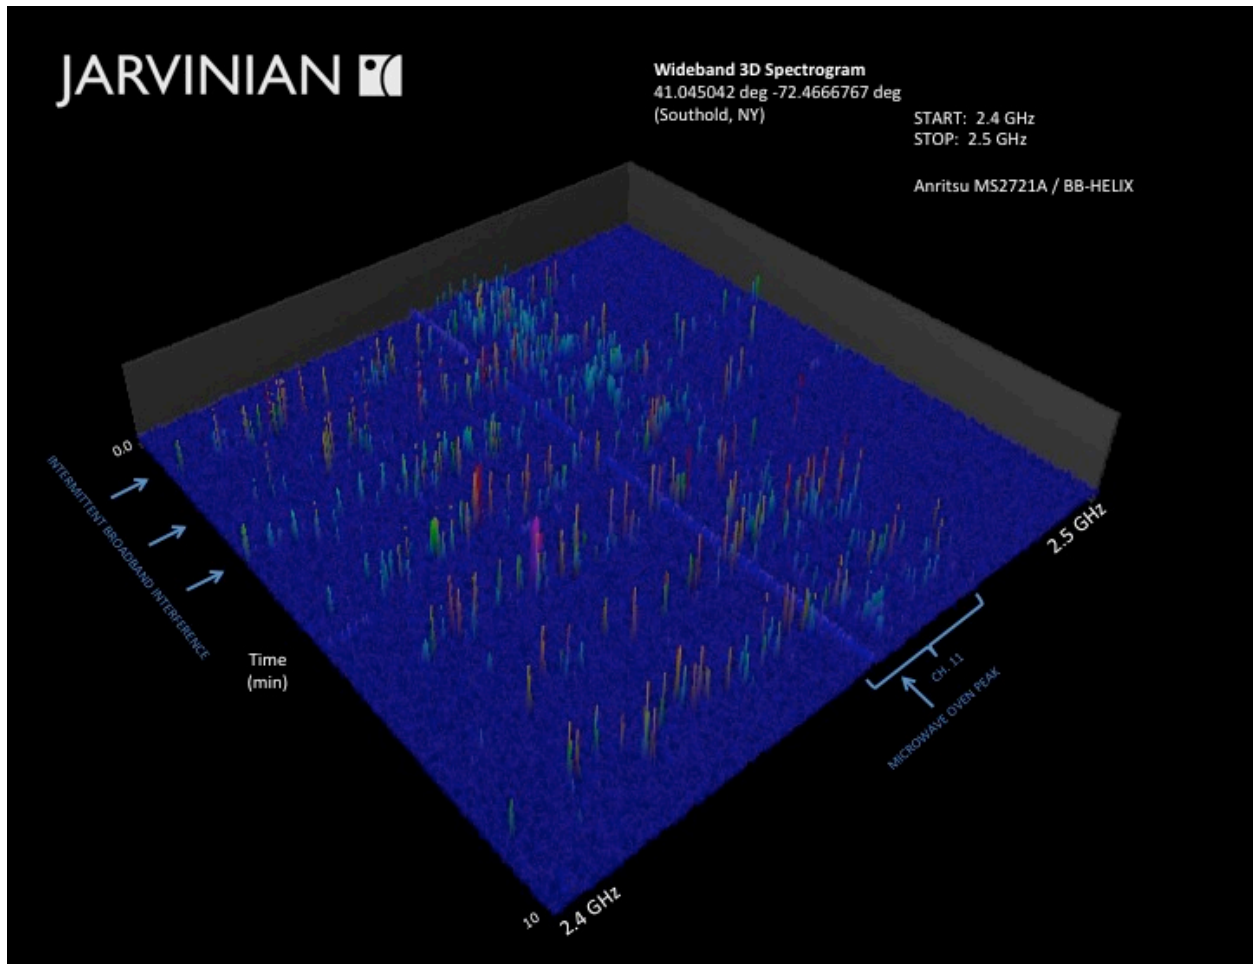 JARVINIAN
Wideband 3D Spectrogram
41.045042 deg -72.4666767 deg
(Southold, NY)
START: 2.4 GHz
STOP: 2.5 GHz
Anritsu MS2721A / BB-HELIX
0.0
INTERMITTENT BROADBAND INTERFERENCE
Time
(min)
10
2.4 GHz
2.5 GHz
CH. 11
MICROWAVE OVEN PEAK